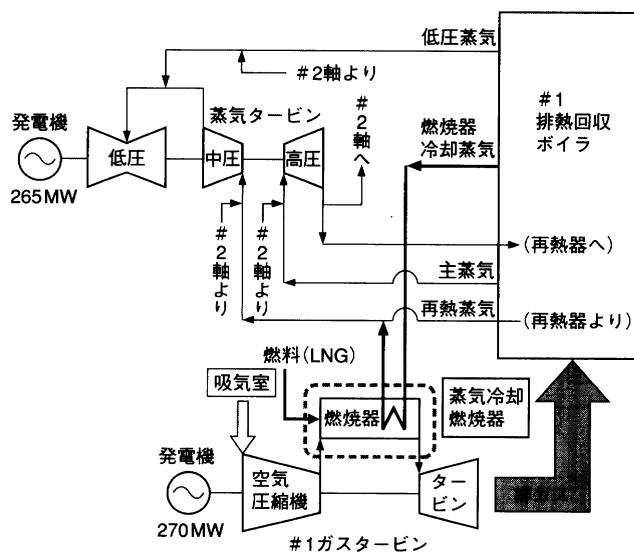 低圧蒸気
#2軸より
蒸気タービン
#2軸へ
燃焼器
冷却蒸気
#1
排熱回収
ボイラ
発電機
低圧
中圧
高圧
265MW
#2軸より
#2軸より
(再熱器へ)
主蒸気
再熱蒸気
(再熱器より)
燃料(LNG)
吸気室
燃焼器
蒸気冷却
燃焼器
発電機
空気
圧縮機
ター
ビン
排ガス
270MW
#1ガスタービン